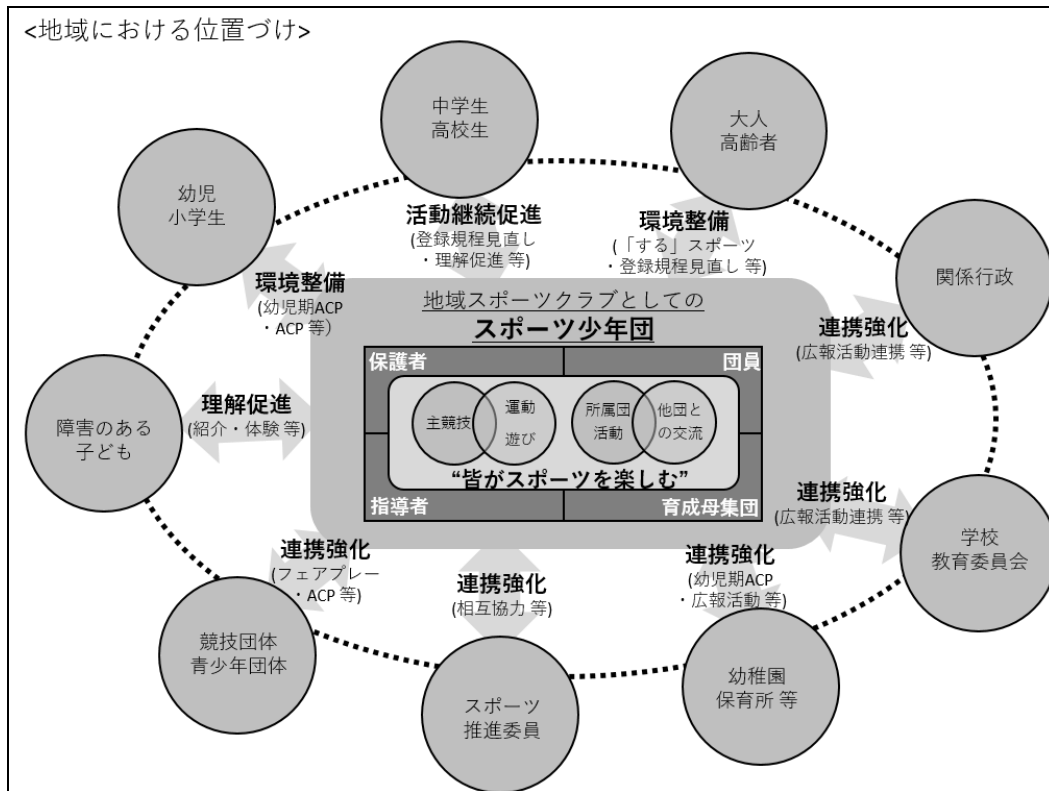 <地域における位置づけ>
中学生
高校生
大人
高齢者
幼児
小学生
活動継続促進
(登録規程見直し
・理解促進 等)
環境整備
(「する」スポーツ
・登録規程見直し 等)
関係行政
環境整備
(幼児期ACP
・ACP 等)
連携強化
(広報活動連携 等)
地域スポーツクラブとしての
スポーツ少年団
保護者
団員
主競技
運動
遊び
所属団
活動
他団と
の交流
“皆がスポーツを楽しむ”
指導者
育成母集団
理解促進
(紹介・体験 等)
障害のある
子ども
連携強化
(広報活動連携 等)
学校
教育委員会
連携強化
(フェアプレー
・ACP 等)
連携強化
(相互協力 等)
連携強化
(幼児期ACP
・広報活動 等)
競技団体
青少年団体
スポーツ
推進委員
幼稚園
保育所 等